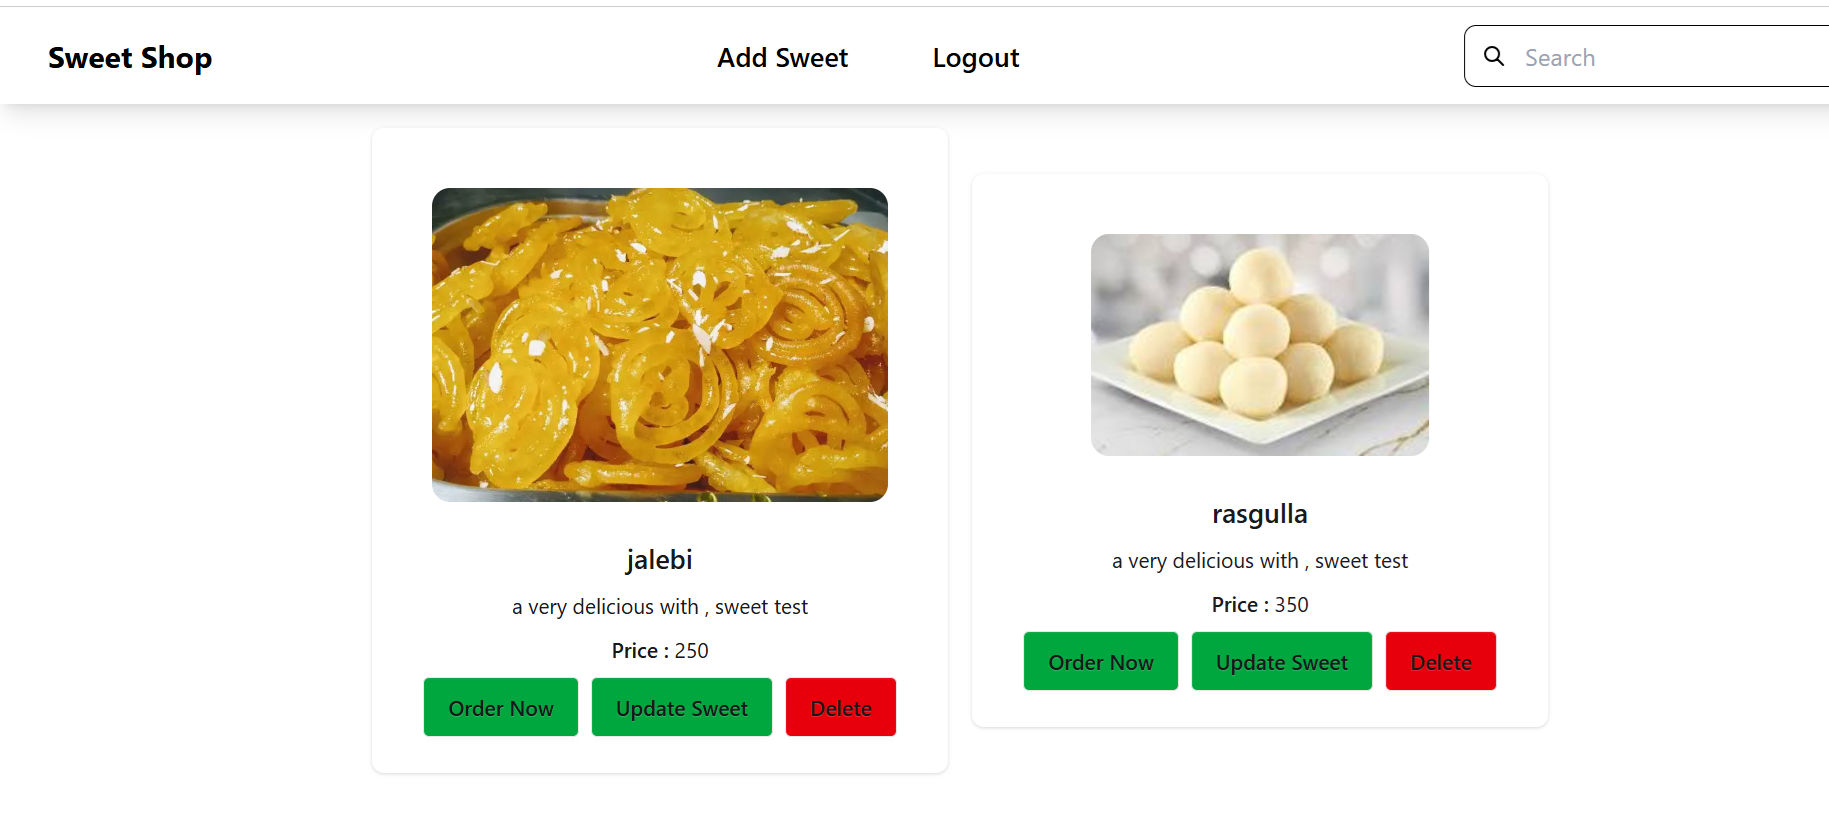 Sweet Shop
Add Sweet
Logout
Search
jalebi
a very delicious with , sweet test
Price : 250
Order Now
Update Sweet
Delete
rasgulla
a very delicious with , sweet test
Price : 350
Order Now
Update Sweet
Delete